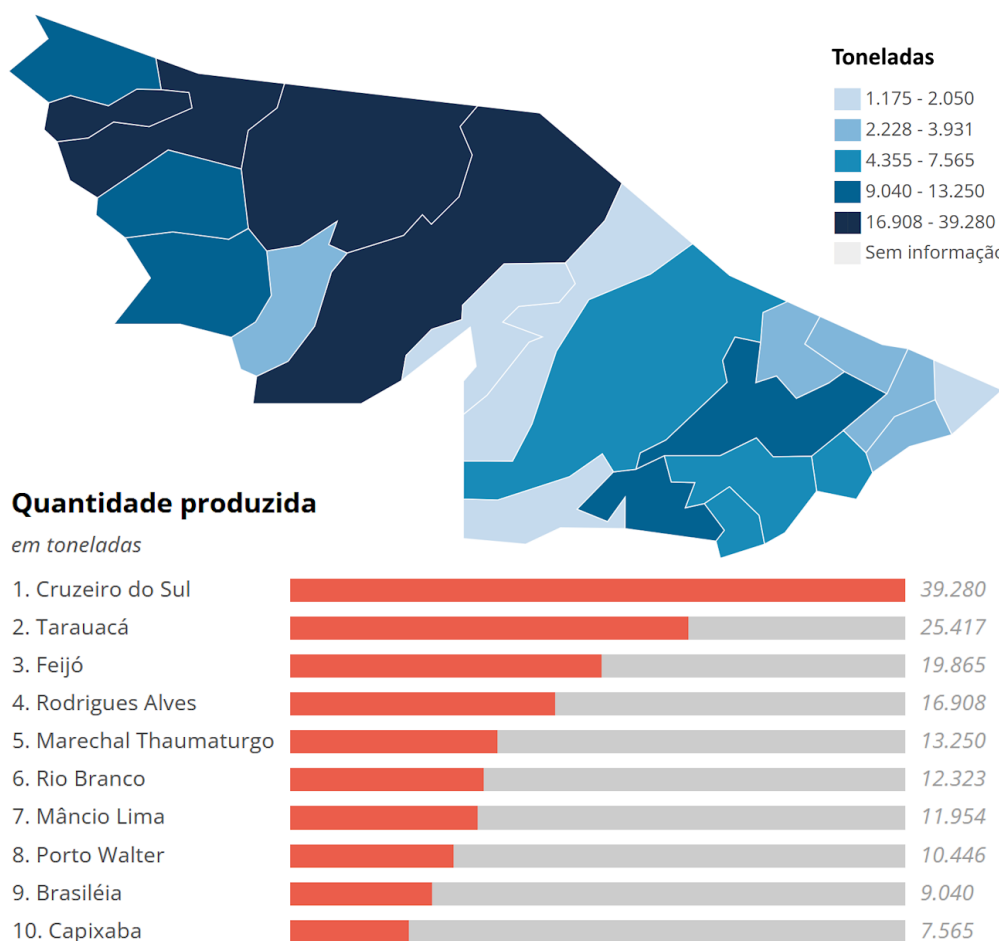 Toneladas
1.175 - 2.050
2.228 - 3.931
4.355 - 7.565
9.040 - 13.250
16.908 - 39.280
Sem informação
Quantidade produzida
em toneladas
1. Cruzeiro do Sul 39.280
2. Tarauacá 25.417
3. Feijó 19.865
4. Rodrigues Alves 16.908
5. Marechal Thaumaturgo 13.250
6. Rio Branco 12.323
7. Mâncio Lima 11.954
8. Porto Walter 10.446
9. Brasiléia 9.040
10. Capixaba 7.565